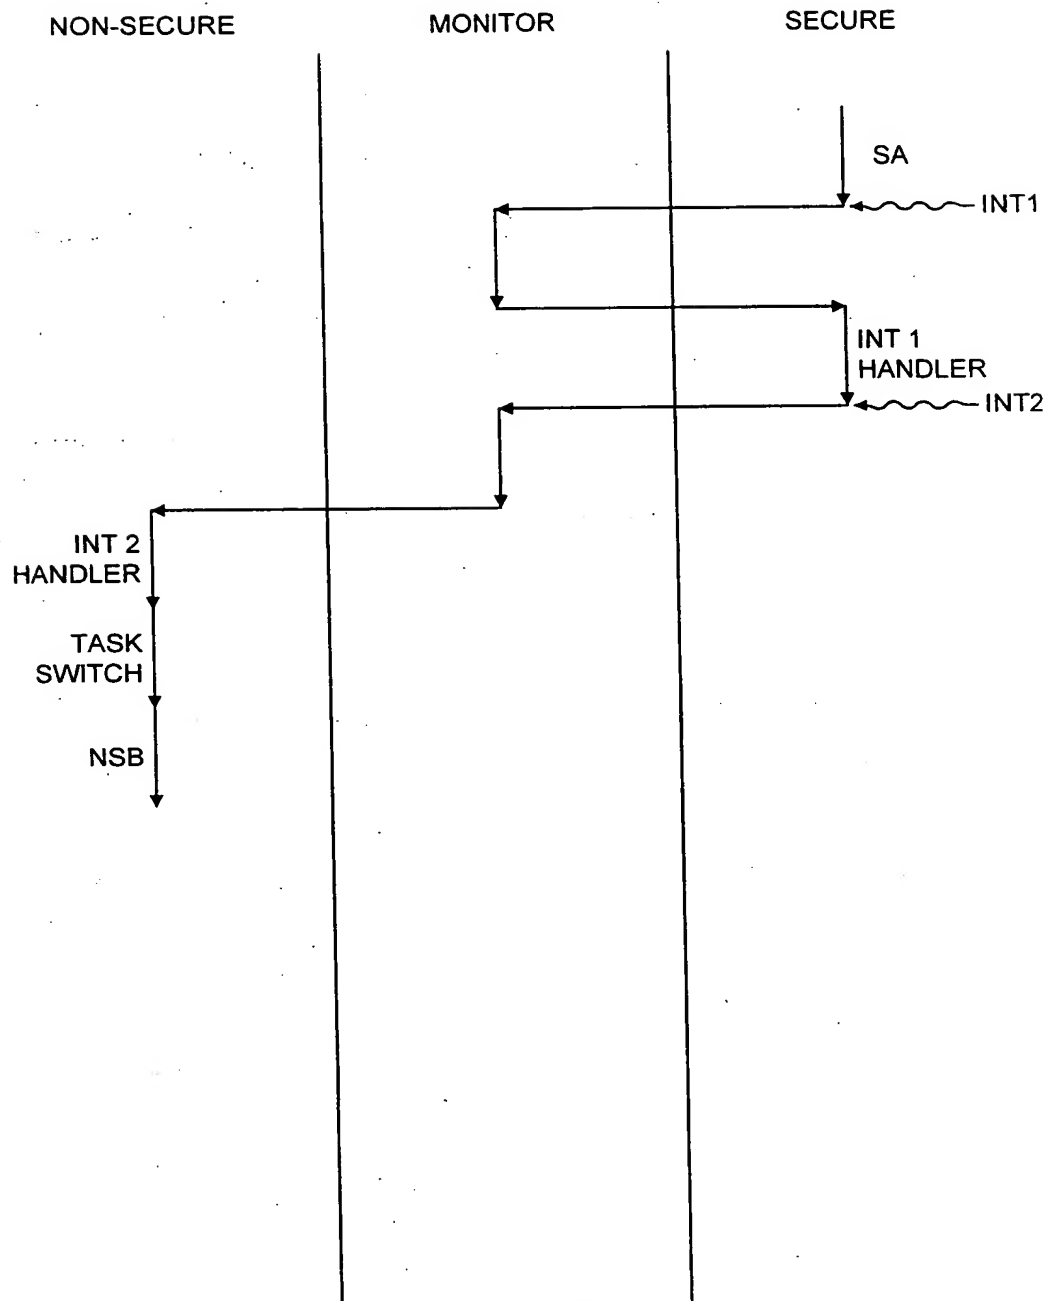 NON-SECURE
MONITOR
SECURE
SA
INT1
INT 1
HANDLER
INT2
INT 2
HANDLER
TASK
SWITCH
NSB